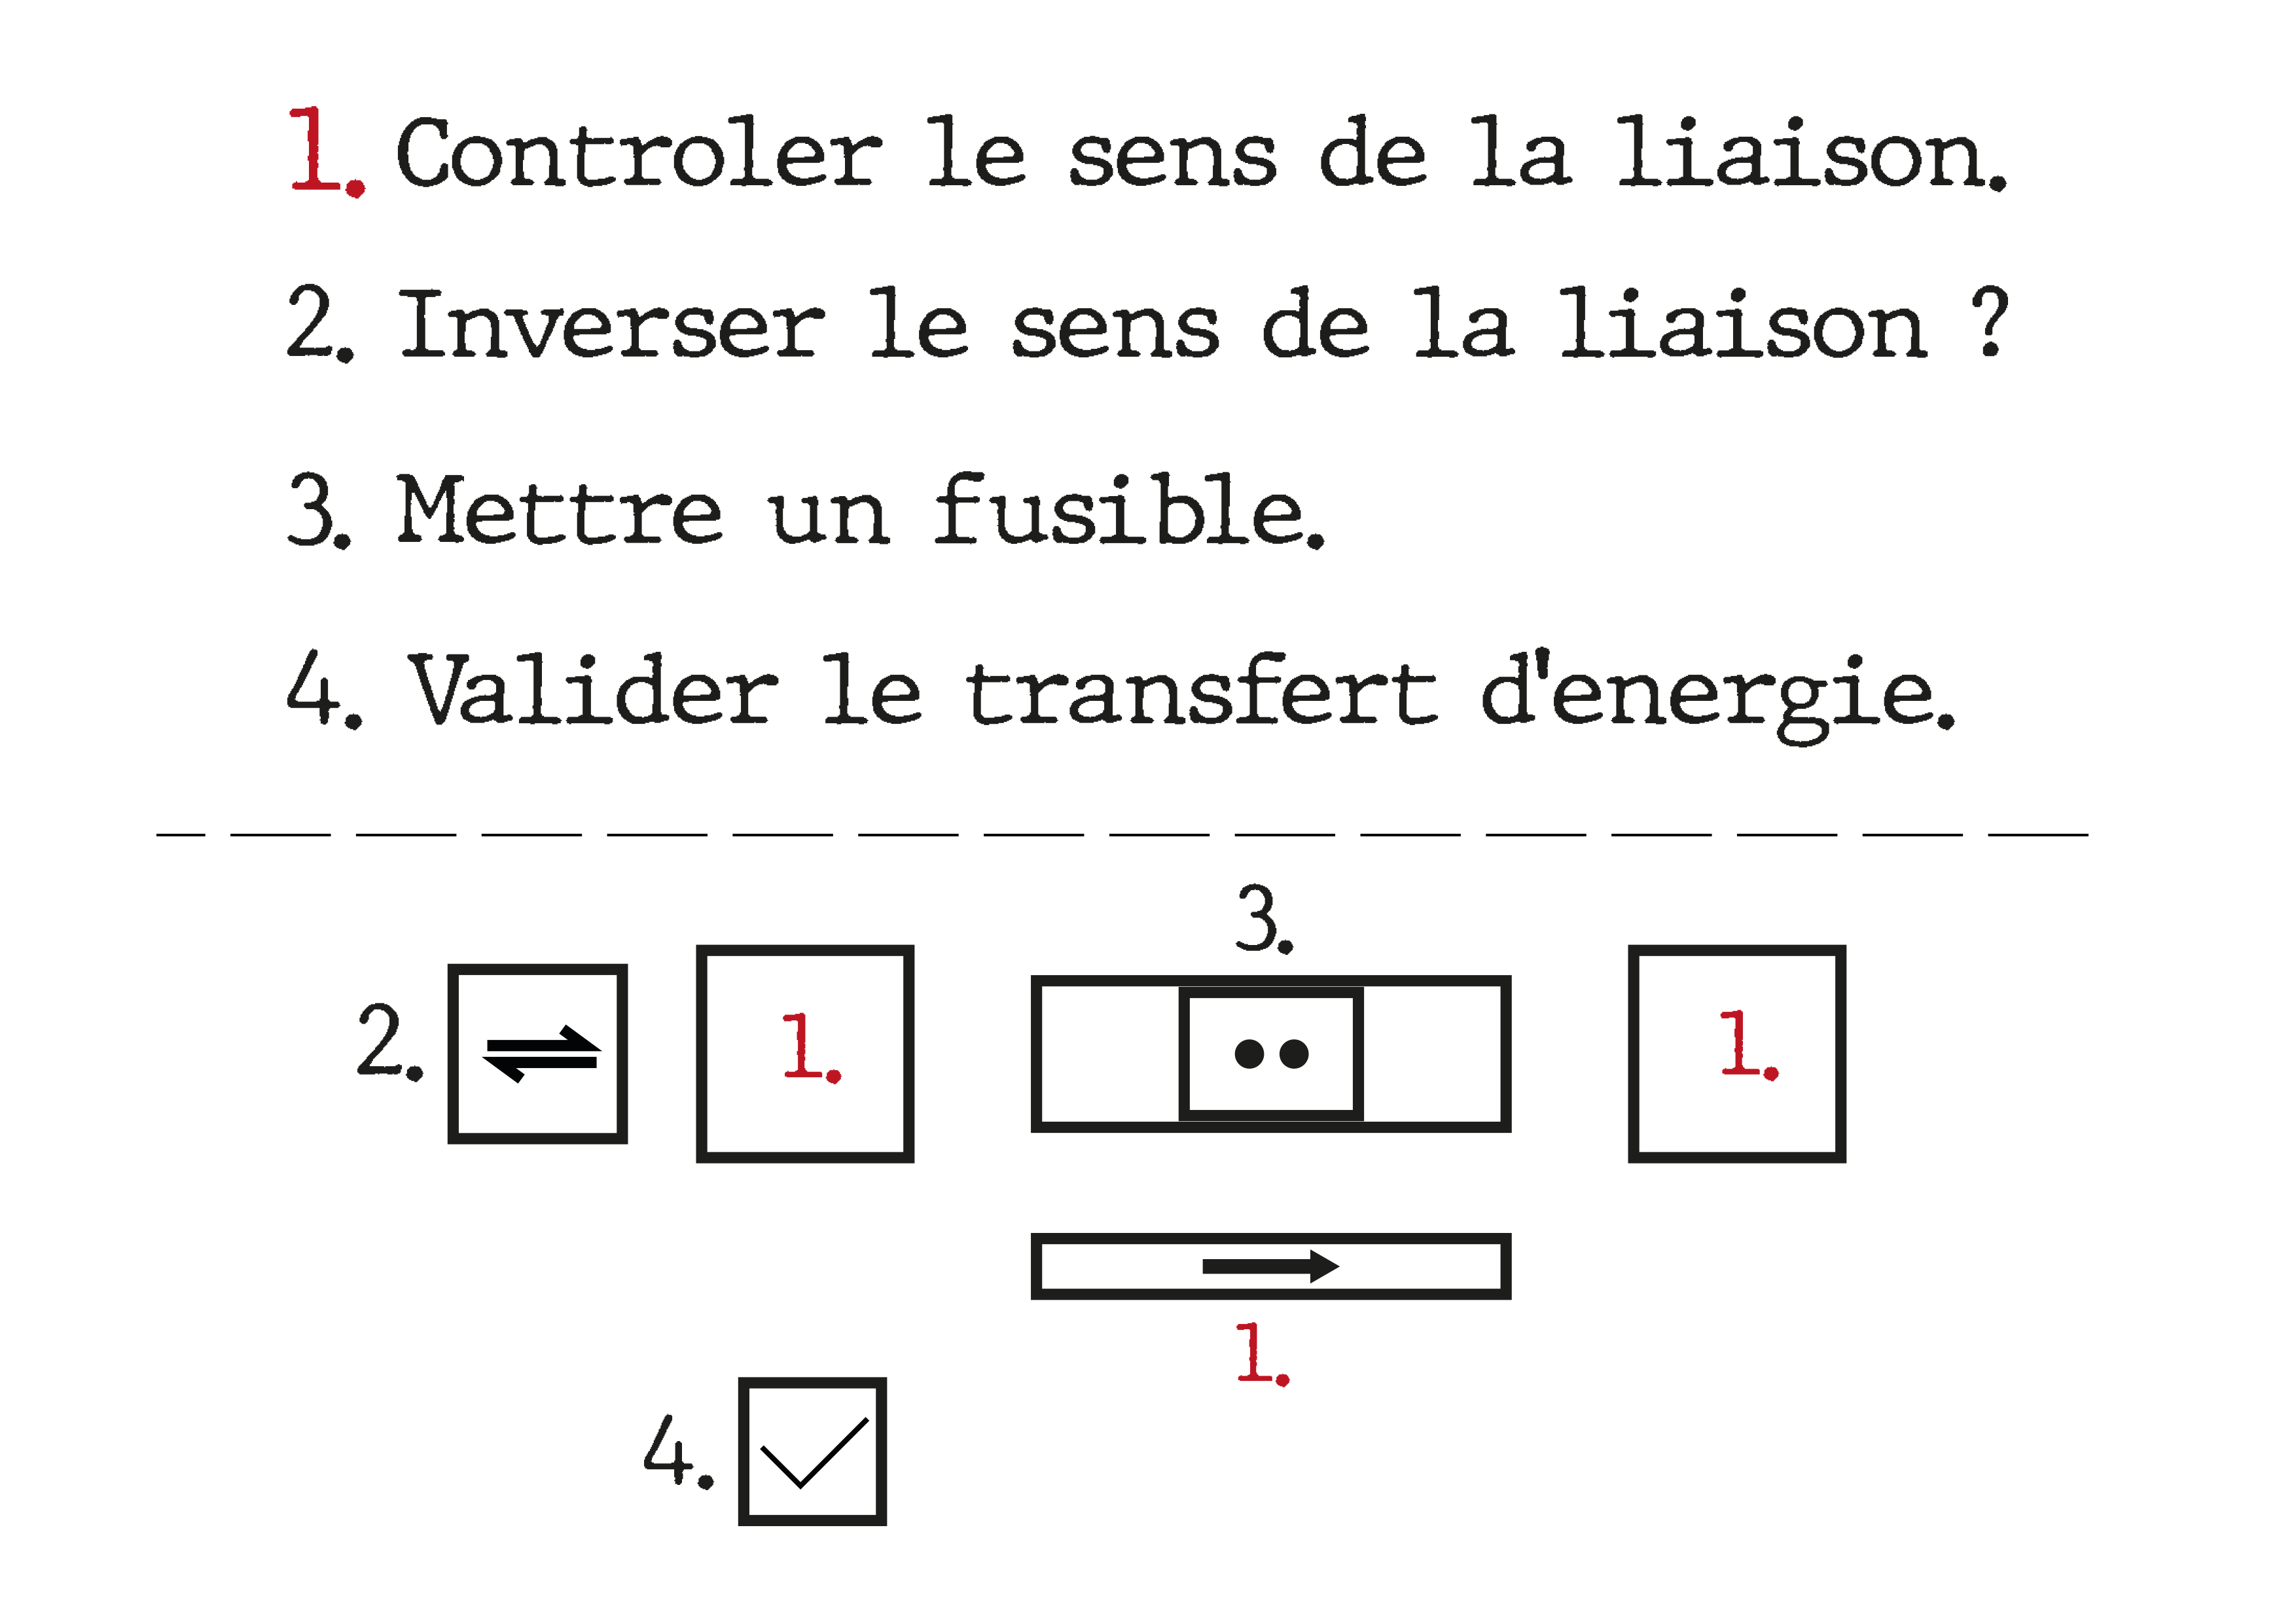 1. Controler le sens de la liaison.
2. Inverser le sens de la liaison ?
3. Mettre un fusible.
4. Valider le transfert d'energie.
3.
2.
1.
1.
1.
4.